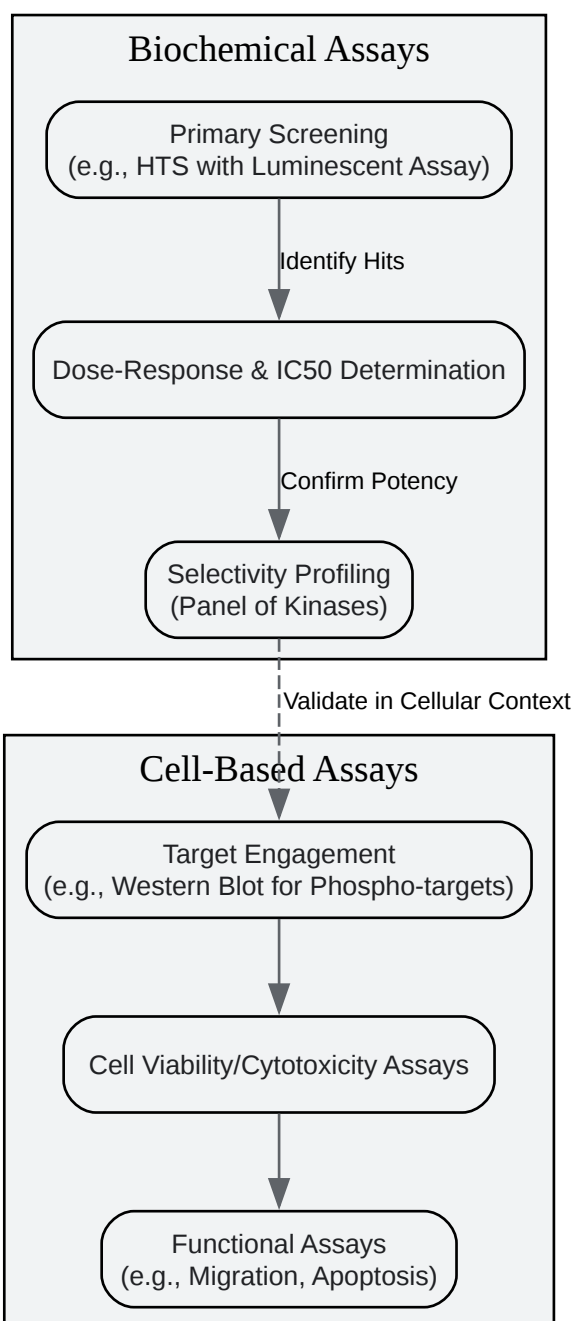 Biochemical Assays
Primary Screening
(e.g., HTS with Luminescent Assay)
Identify Hits
Dose-Response & IC50 Determination
Confirm Potency
Selectivity Profiling
(Panel of Kinases)
Validate in Cellular Context
Cell-Based Assays
Target Engagement
(e.g., Western Blot for Phospho-targets)
Cell Viability/Cytotoxicity Assays
Functional Assays
(e.g., Migration, Apoptosis)